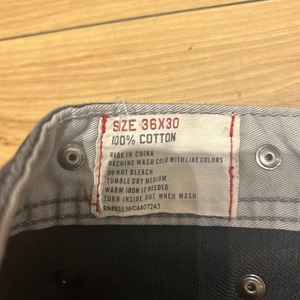 SIZE 36X30
100% COTTON
MADE IN CHINA
MACHINE WASH COLD WITH LIKE COLORS
DO NOT BLEACH
TUMBLE DRY MEDIUM
WARM IRON IF NEEDED
TURN INSIDE OUT WHEN WASH
RN#93536/CA#07243